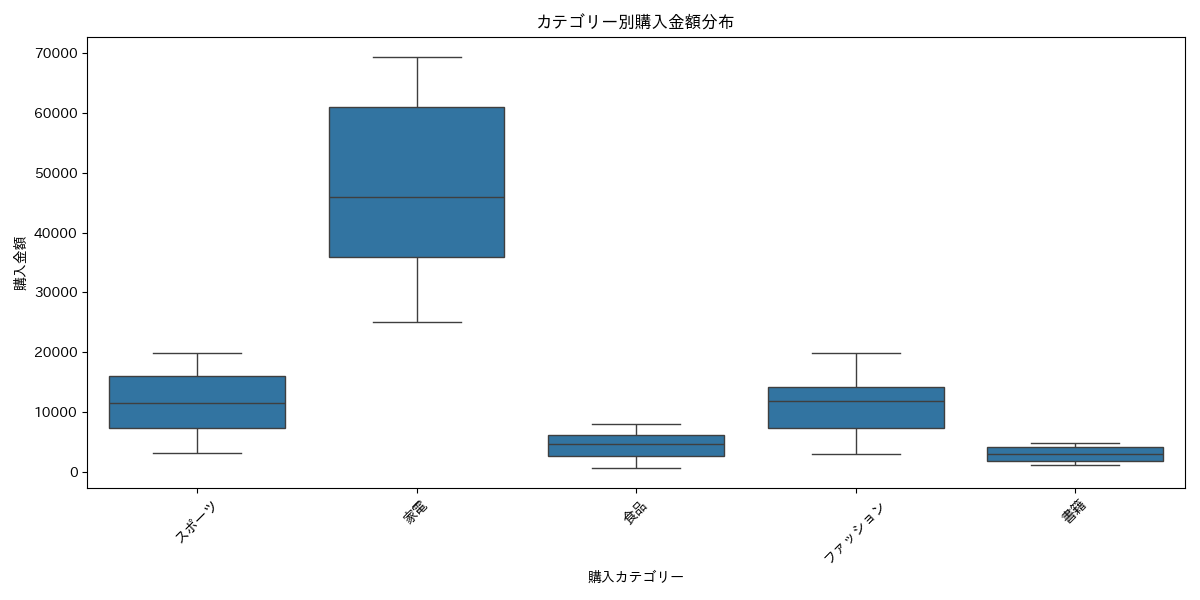 カテゴリー別購入金額分布
購入金額
70000
60000
50000
40000
30000
20000
10000
0
スポーツ
家電
食品
ファッション
書籍
購入カテゴリー